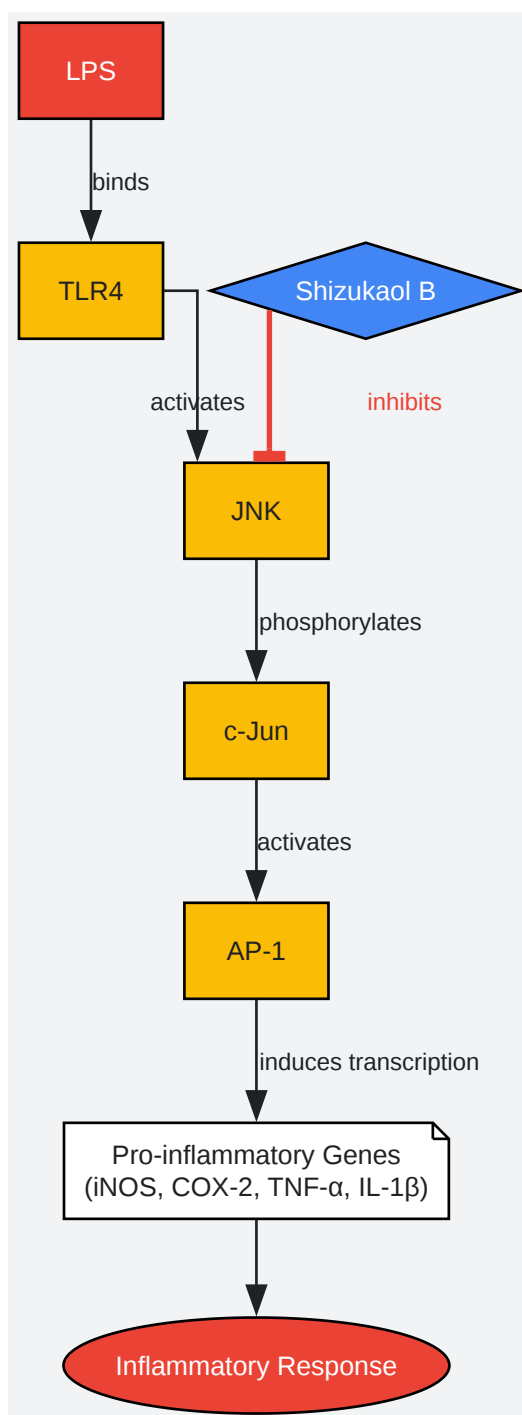 LPS
binds
TLR4
Shizukaol B
activates
inhibits
JNK
phosphorylates
c-Jun
activates
AP-1
induces transcription
Pro-inflammatory Genes
(iNOS, COX-2, TNF-α, IL-1β)
Inflammatory Response